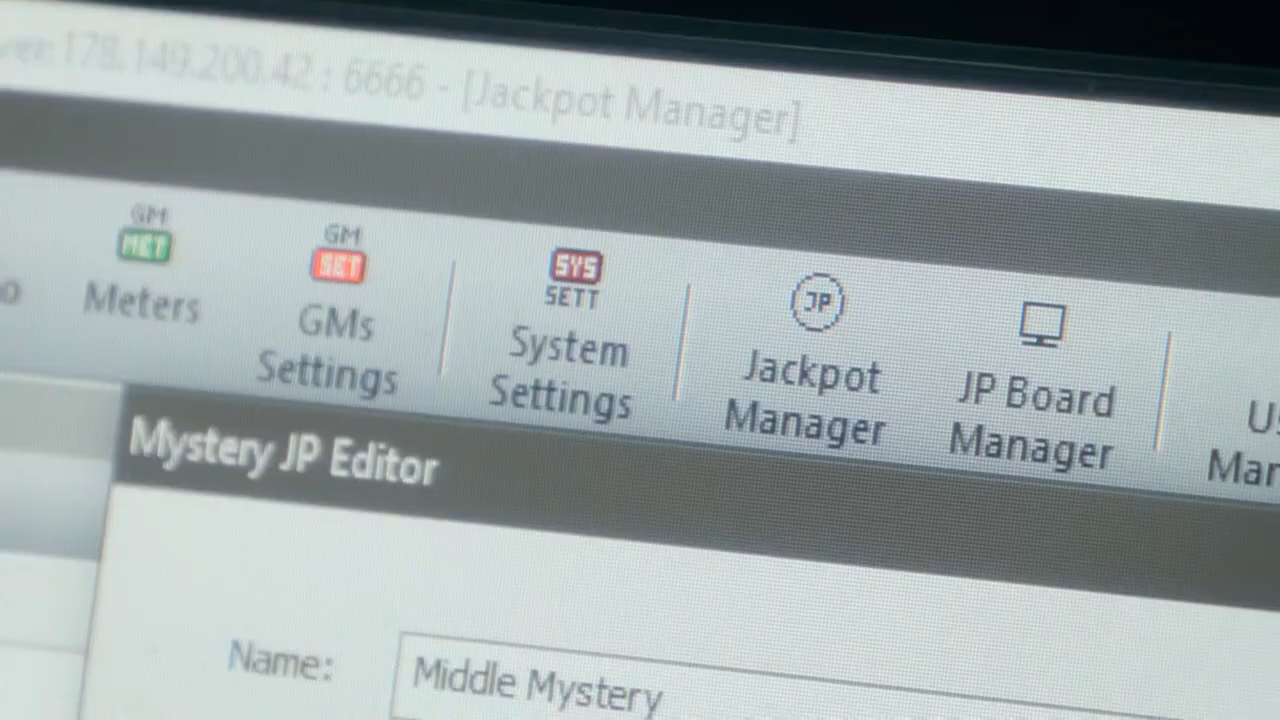 178.149.200.42 : 6666 - [Jackpot Manager]
GM
MET
Meters
GM
SET
GMs
Settings
SYS
SETT
System
Settings
JP
Jackpot
Manager
JP Board
Manager
Mystery JP Editor
Name:
Middle Mystery